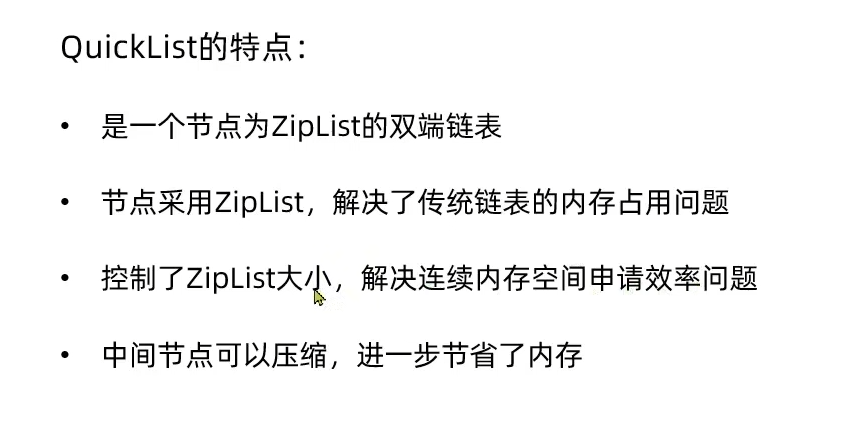 QuickList的特点：
• 是一个节点为ZipList的双端链表
• 节点采用ZipList，解决了传统链表的内存占用问题
• 控制了ZipList大小，解决连续内存空间申请效率问题
• 中间节点可以压缩，进一步节省了内存